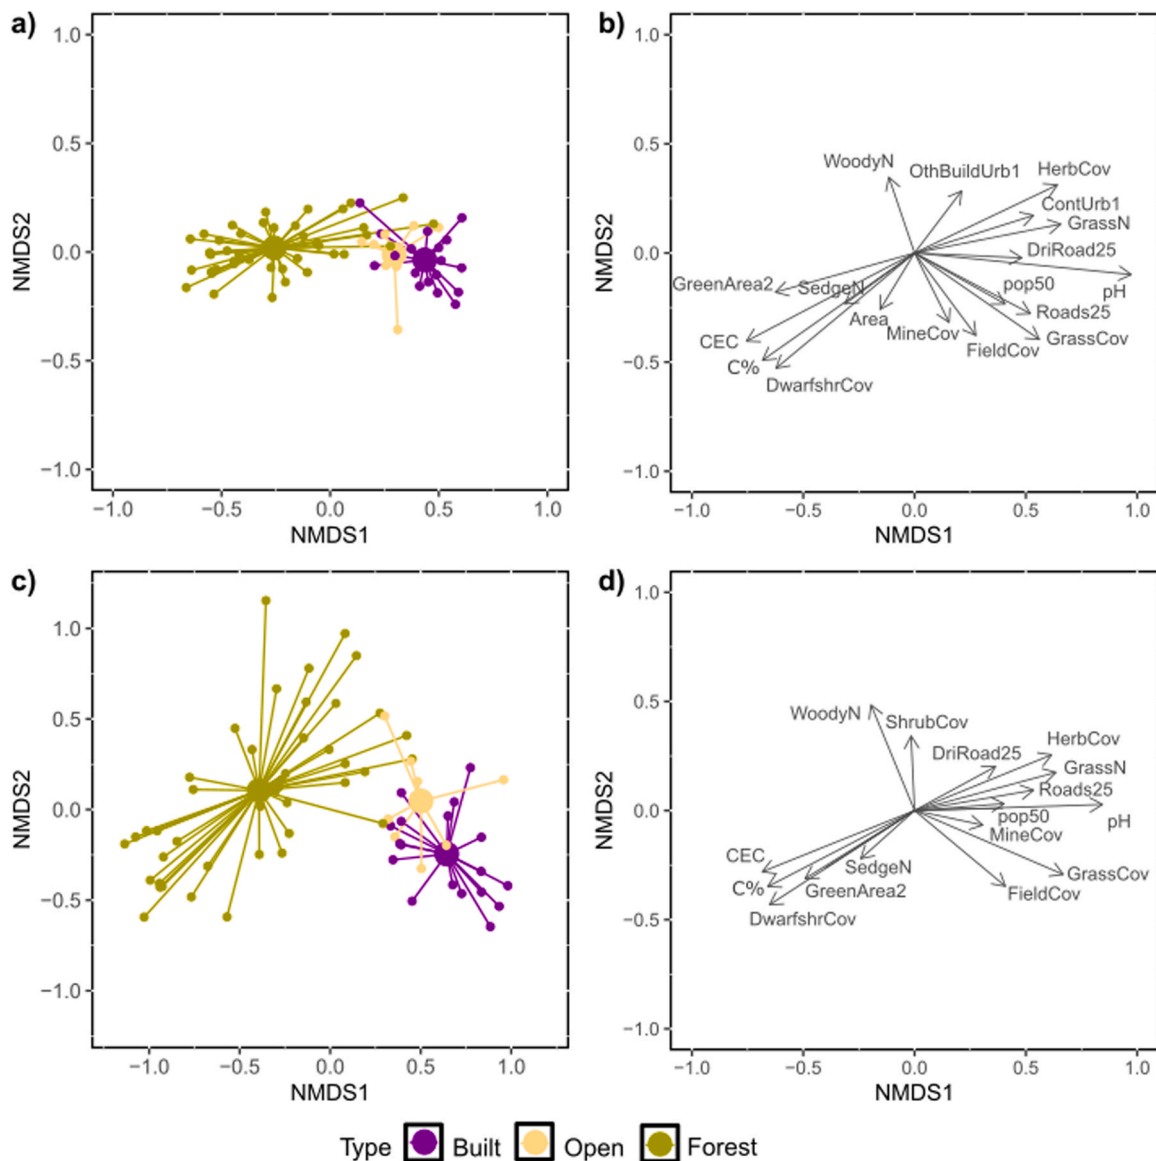 a)
1.0
0.5
0.0
−0.5
−1.0
NMDS2
−1.0 −0.5 0.0 0.5 1.0
NMDS1
b)
1.0
0.5
0.0
−0.5
−1.0
NMDS2
WoodyN
OthBuildUrb1
HerbCov
ContUrb1
GrassN
DriRoad25
GreenArea2
SedgeN
pop50
pH
Area
Roads25
MineCov
GrassCov
CEC
FieldCov
C%
DwarfshrCov
−1.0 −0.5 0.0 0.5 1.0
NMDS1
c)
1.0
0.5
0.0
−0.5
−1.0
NMDS2
−1.0 −0.5 0.0 0.5 1.0
NMDS1
d)
1.0
0.5
0.0
−0.5
−1.0
NMDS2
WoodyN
ShrubCov
HerbCov
DriRoad25
GrassN
Roads25
pop50
pH
MineCov
CEC
SedgeN
GrassCov
C%
GreenArea2
FieldCov
DwarfshrCov
−1.0 −0.5 0.0 0.5 1.0
NMDS1
Type Built Open Forest